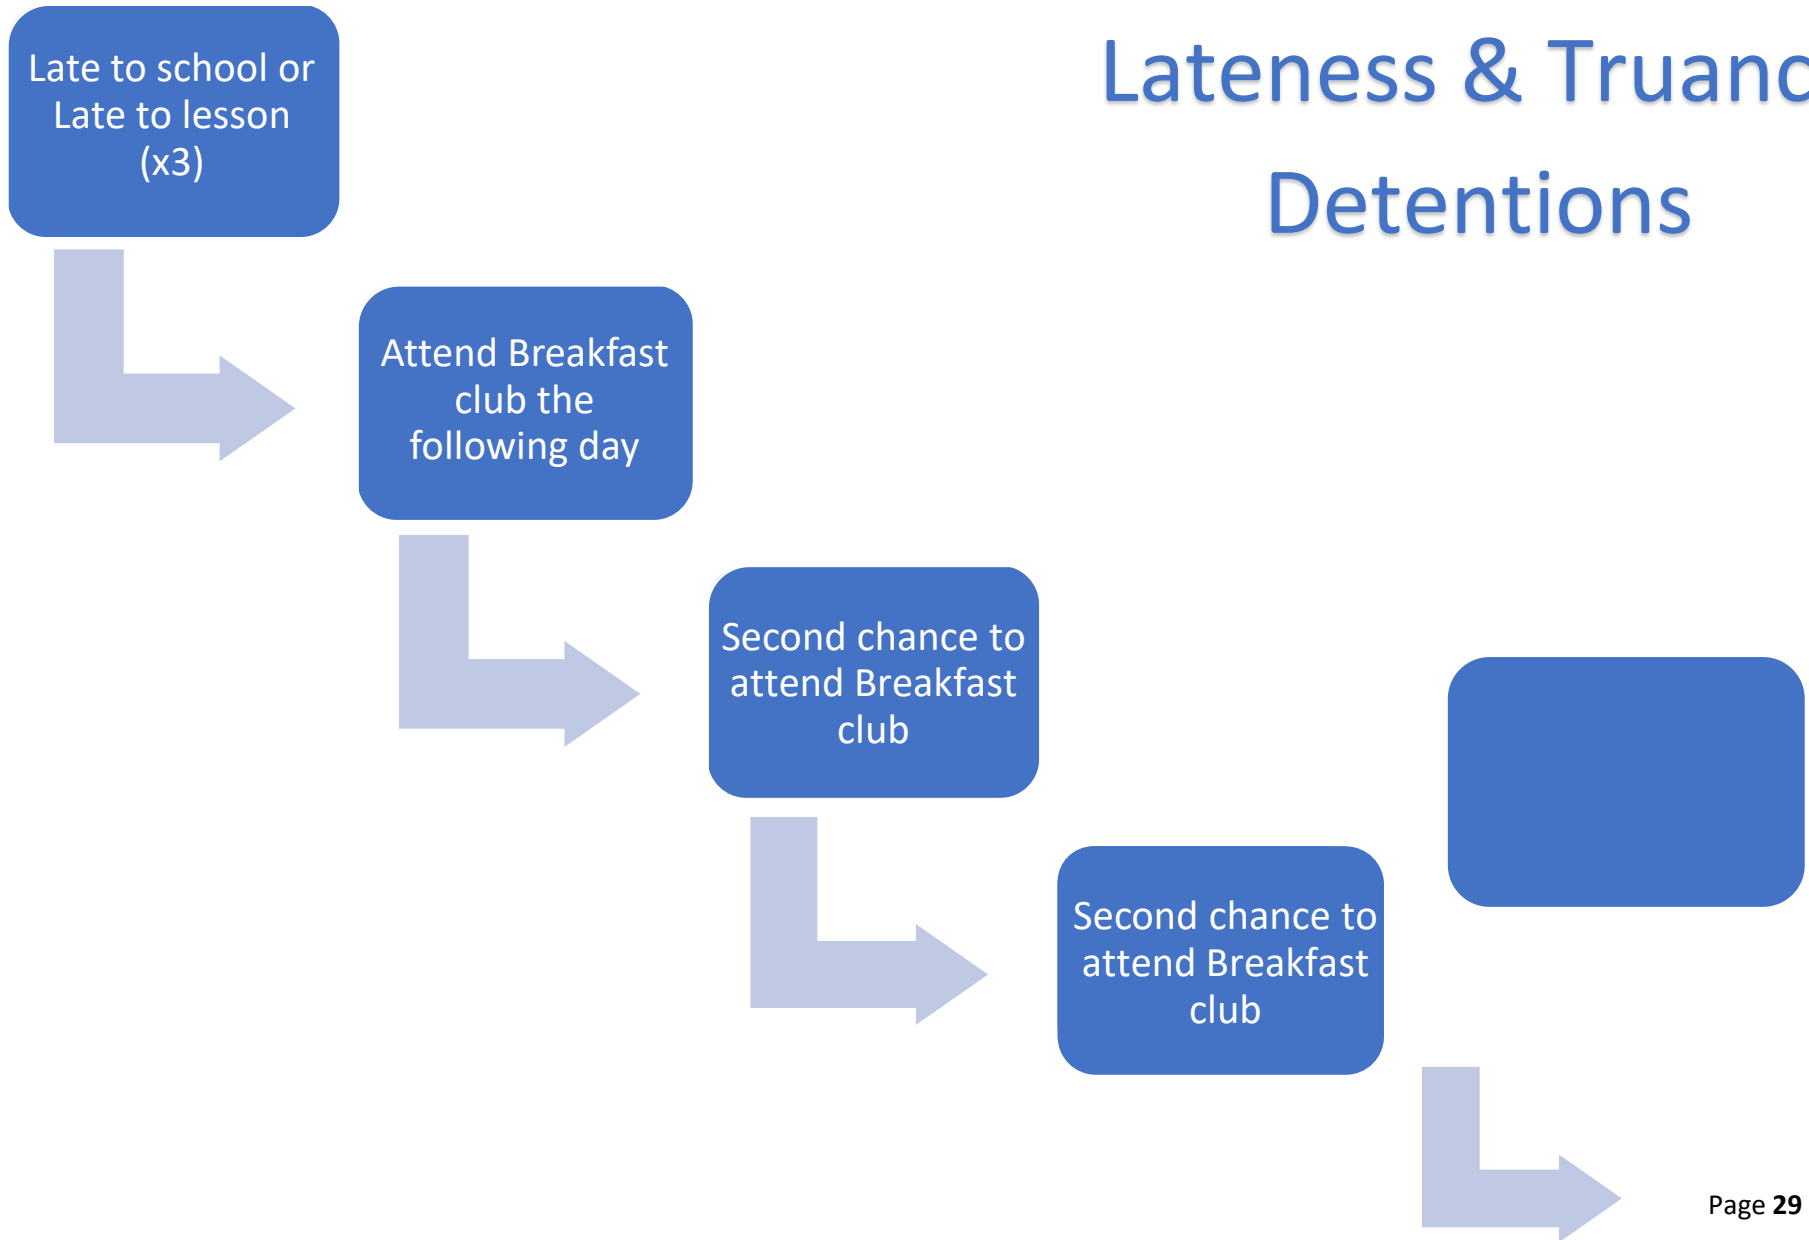 Lateness & Truanc
Detentions
Late to school or
Late to lesson
(x3)
Attend Breakfast
club the
following day
Second chance to
attend Breakfast
club
Second chance to
attend Breakfast
club
Page 29